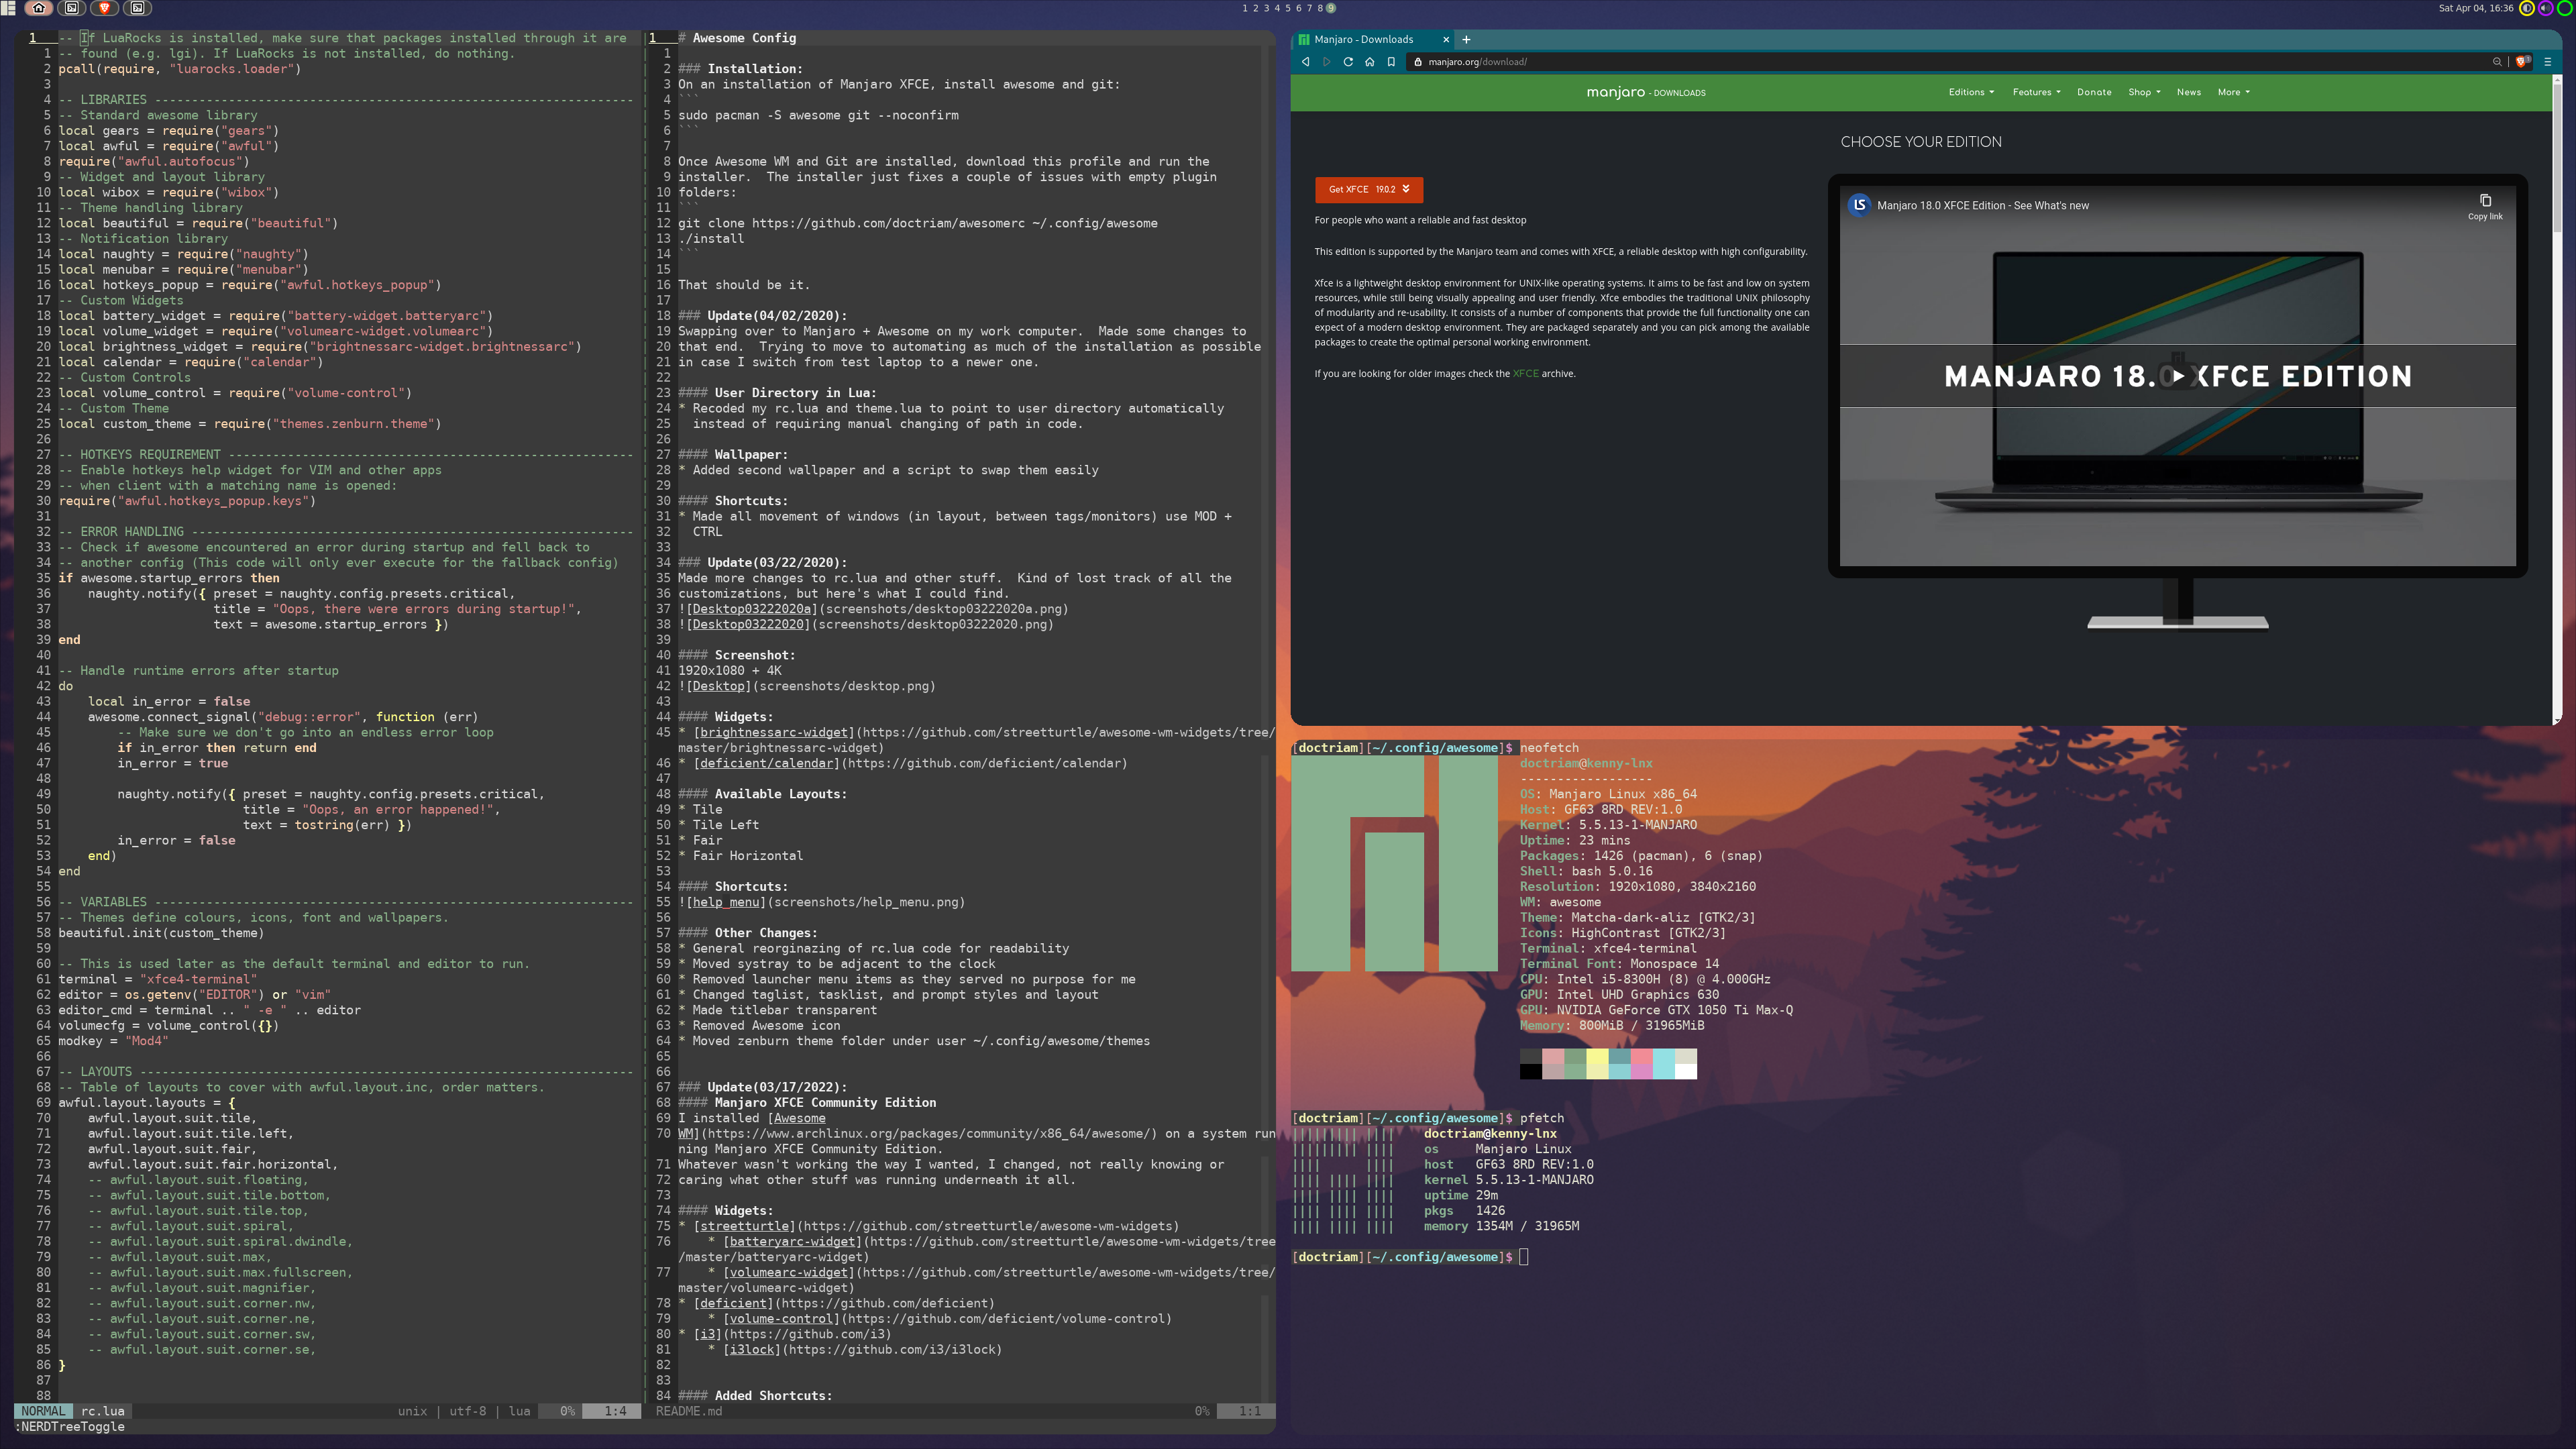 1 2 3 4 5 6 7 8 9
Sat Apr 04, 16:36
1 -- If LuaRocks is installed, make sure that packages installed through it are
1 -- found (e.g. lgi). If LuaRocks is not installed, do nothing.
2 pcall(require, "luarocks.loader")
3
4 -- LIBRARIES -----------------------------------------------------------------
5 -- Standard awesome library
6 local gears = require("gears")
7 local awful = require("awful")
8 require("awful.autofocus")
9 -- Widget and layout library
10 local wibox = require("wibox")
11 -- Theme handling library
12 local beautiful = require("beautiful")
13 -- Notification library
14 local naughty = require("naughty")
15 local menubar = require("menubar")
16 local hotkeys_popup = require("awful.hotkeys_popup")
17 -- Custom Widgets
18 local battery_widget = require("battery-widget.batteryarc")
19 local volume_widget = require("volumearc-widget.volumearc")
20 local brightness_widget = require("brightnessarc-widget.brightnessarc")
21 local calendar = require("calendar")
22 -- Custom Controls
23 local volume_control = require("volume-control")
24 -- Custom Theme
25 local custom_theme = require("themes.zenburn.theme")
26
27 -- HOTKEYS REQUIREMENT -------------------------------------------------------
28 -- Enable hotkeys help widget for VIM and other apps
29 -- when client with a matching name is opened:
30 require("awful.hotkeys_popup.keys")
31
32 -- ERROR HANDLING ------------------------------------------------------------
33 -- Check if awesome encountered an error during startup and fell back to
34 -- another config (This code will only ever execute for the fallback config)
35 if awesome.startup_errors then
36     naughty.notify({ preset = naughty.config.presets.critical,
37                      title = "Oops, there were errors during startup!",
38                      text = awesome.startup_errors })
39 end
40
41 -- Handle runtime errors after startup
42 do
43     local in_error = false
44     awesome.connect_signal("debug::error", function (err)
45         -- Make sure we don't go into an endless error loop
46         if in_error then return end
47         in_error = true
48
49         naughty.notify({ preset = naughty.config.presets.critical,
50                          title = "Oops, an error happened!",
51                          text = tostring(err) })
52         in_error = false
53     end)
54 end
55
56 -- VARIABLES -----------------------------------------------------------------
57 -- Themes define colours, icons, font and wallpapers.
58 beautiful.init(custom_theme)
59
60 -- This is used later as the default terminal and editor to run.
61 terminal = "xfce4-terminal"
62 editor = os.getenv("EDITOR") or "vim"
63 editor_cmd = terminal .. " -e " .. editor
64 volumecfg = volume_control({})
65 modkey = "Mod4"
66
67 -- LAYOUTS -------------------------------------------------------------------
68 -- Table of layouts to cover with awful.layout.inc, order matters.
69 awful.layout.layouts = {
70     awful.layout.suit.tile,
71     awful.layout.suit.tile.left,
72     awful.layout.suit.fair,
73     awful.layout.suit.fair.horizontal,
74     -- awful.layout.suit.floating,
75     -- awful.layout.suit.tile.bottom,
76     -- awful.layout.suit.tile.top,
77     -- awful.layout.suit.spiral,
78     -- awful.layout.suit.spiral.dwindle,
79     -- awful.layout.suit.max,
80     -- awful.layout.suit.max.fullscreen,
81     -- awful.layout.suit.magnifier,
82     -- awful.layout.suit.corner.nw,
83     -- awful.layout.suit.corner.ne,
84     -- awful.layout.suit.corner.sw,
85     -- awful.layout.suit.corner.se,
86 }
87
88
NORMAL rc.lua unix | utf-8 | lua 0% 1:4
:NERDTreeToggle
1 # Awesome Config
1
2 ### Installation:
3 On an installation of Manjaro XFCE, install awesome and git:
4 ```
5 sudo pacman -S awesome git --noconfirm
6 ```
7
8 Once Awesome WM and Git are installed, download this profile and run the
9 installer.  The installer just fixes a couple of issues with empty plugin
10 folders:
11 ```
12 git clone https://github.com/doctriam/awesomerc ~/.config/awesome
13 ./install
14 ```
15
16 That should be it.
17
18 ### Update(04/02/2020):
19 Swapping over to Manjaro + Awesome on my work computer.  Made some changes to
20 that end.  Trying to move to automating as much of the installation as possible
21 in case I switch from test laptop to a newer one.
22
23 #### User Directory in Lua:
24 * Recoded my rc.lua and theme.lua to point to user directory automatically
25   instead of requiring manual changing of path in code.
26
27 #### Wallpaper:
28 * Added second wallpaper and a script to swap them easily
29
30 #### Shortcuts:
31 * Made all movement of windows (in layout, between tags/monitors) use MOD +
32   CTRL
33
34 ### Update(03/22/2020):
35 Made more changes to rc.lua and other stuff.  Kind of lost track of all the
36 customizations, but here's what I could find.
37 ![Desktop03222020a](screenshots/desktop03222020a.png)
38 ![Desktop03222020](screenshots/desktop03222020.png)
39
40 #### Screenshot:
41 1920x1080 + 4K
42 ![Desktop](screenshots/desktop.png)
43
44 #### Widgets:
45 * [brightnessarc-widget](https://github.com/streetturtle/awesome-wm-widgets/tree/
master/brightnessarc-widget)
46 * [deficient/calendar](https://github.com/deficient/calendar)
47
48 #### Available Layouts:
49 * Tile
50 * Tile Left
51 * Fair
52 * Fair Horizontal
53
54 #### Shortcuts:
55 ![help_menu](screenshots/help_menu.png)
56
57 #### Other Changes:
58 * General reorginazing of rc.lua code for readability
59 * Moved systray to be adjacent to the clock
60 * Removed launcher menu items as they served no purpose for me
61 * Changed taglist, tasklist, and prompt styles and layout
62 * Made titlebar transparent
63 * Removed Awesome icon
64 * Moved zenburn theme folder under user ~/.config/awesome/themes
65
66
67 ### Update(03/17/2022):
68 #### Manjaro XFCE Community Edition
69 I installed [Awesome
70 WM](https://www.archlinux.org/packages/community/x86_64/awesome/) on a system run
ning Manjaro XFCE Community Edition.
71 Whatever wasn't working the way I wanted, I changed, not really knowing or
72 caring what other stuff was running underneath it all.
73
74 #### Widgets:
75 * [streetturtle](https://github.com/streetturtle/awesome-wm-widgets)
76     * [batteryarc-widget](https://github.com/streetturtle/awesome-wm-widgets/tree
/master/batteryarc-widget)
77     * [volumearc-widget](https://github.com/streetturtle/awesome-wm-widgets/tree/
master/volumearc-widget)
78 * [deficient](https://github.com/deficient)
79     * [volume-control](https://github.com/deficient/volume-control)
80 * [i3](https://github.com/i3)
81     * [i3lock](https://github.com/i3/i3lock)
82
83
84 #### Added Shortcuts:
README.md 0% 1:1
Manjaro - Downloads
manjaro.org/download/
manjaro - DOWNLOADS
Editions Features Donate Shop News More
CHOOSE YOUR EDITION
Get XFCE 19.0.2
For people who want a reliable and fast desktop
This edition is supported by the Manjaro team and comes with XFCE, a reliable desktop with high configurability.
Xfce is a lightweight desktop environment for UNIX-like operating systems. It aims to be fast and low on system
resources, while still being visually appealing and user friendly. Xfce embodies the traditional UNIX philosophy
of modularity and re-usability. It consists of a number of components that provide the full functionality one can
expect of a modern desktop environment. They are packaged separately and you can pick among the available
packages to create the optimal personal working environment.
If you are looking for older images check the XFCE archive.
LS Manjaro 18.0 XFCE Edition - See What's new
Copy link
MANJARO 18.0 XFCE EDITION
[doctriam][~/.config/awesome]$ neofetch
doctriam@kenny-lnx
------------------
OS: Manjaro Linux x86_64
Host: GF63 8RD REV:1.0
Kernel: 5.5.13-1-MANJARO
Uptime: 23 mins
Packages: 1426 (pacman), 6 (snap)
Shell: bash 5.0.16
Resolution: 1920x1080, 3840x2160
WM: awesome
Theme: Matcha-dark-aliz [GTK2/3]
Icons: HighContrast [GTK2/3]
Terminal: xfce4-terminal
Terminal Font: Monospace 14
CPU: Intel i5-8300H (8) @ 4.000GHz
GPU: Intel UHD Graphics 630
GPU: NVIDIA GeForce GTX 1050 Ti Max-Q
Memory: 800MiB / 31965MiB
[doctriam][~/.config/awesome]$ pfetch
doctriam@kenny-lnx
os Manjaro Linux
host GF63 8RD REV:1.0
kernel 5.5.13-1-MANJARO
uptime 29m
pkgs 1426
memory 1354M / 31965M
[doctriam][~/.config/awesome]$